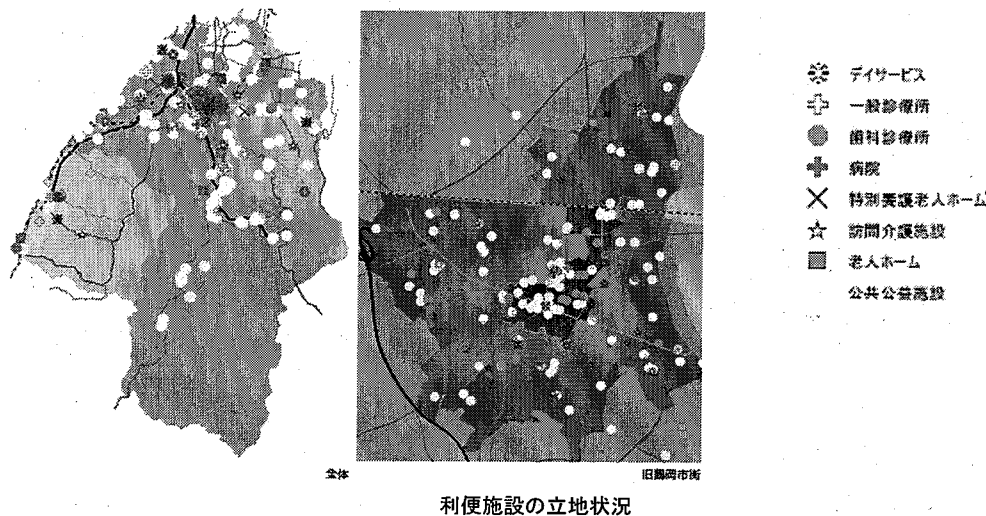 デイサービス
一般診療所
歯科診療所
病院
特別養護老人ホーム
訪問介護施設
老人ホーム
公共公益施設
全体
旧鶴岡市街
利便施設の立地状況